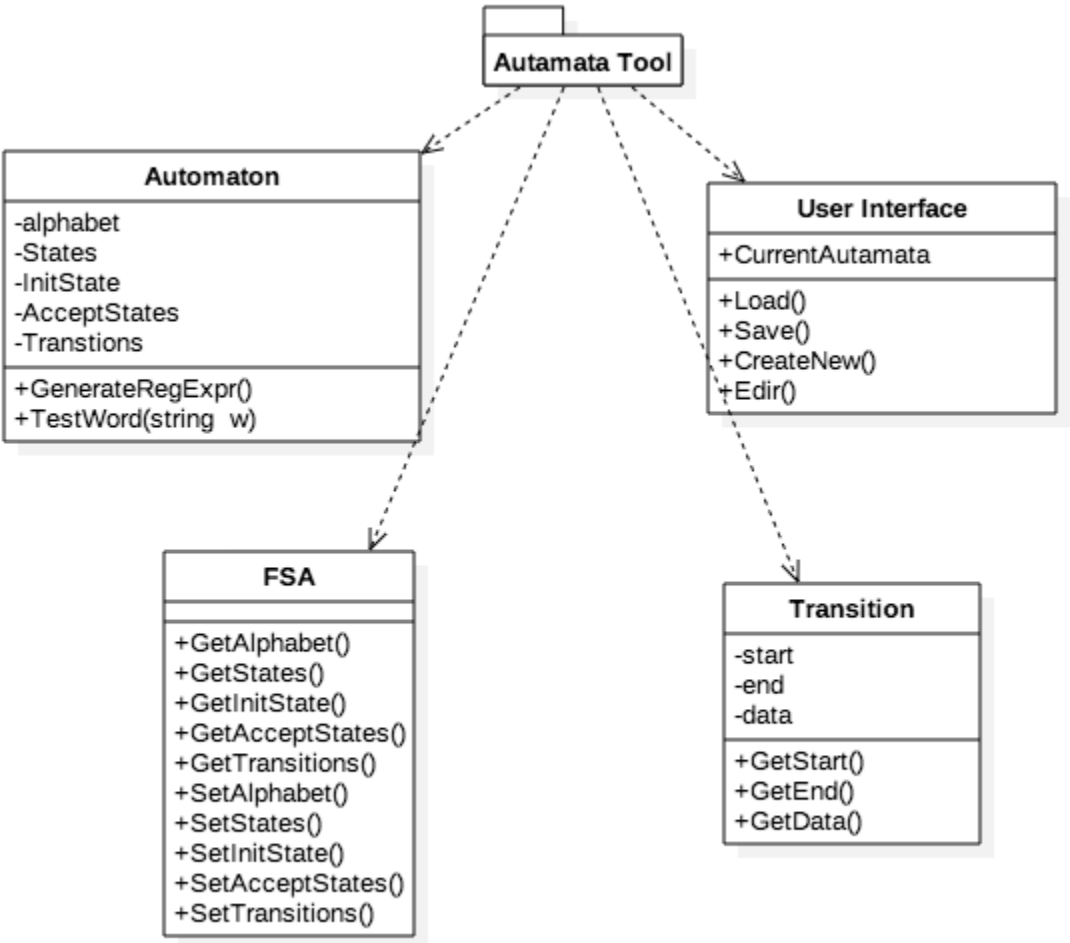 Autamata Tool
Automaton
-alphabet
-States
-InitState
-AcceptStates
-Transtions
+GenerateRegExpr()
+TestWord(string w)
User Interface
+CurrentAutamata
+Load()
+Save()
+CreateNew()
+Edir()
FSA
+GetAlphabet()
+GetStates()
+GetInitState()
+GetAcceptStates()
+GetTransitions()
+SetAlphabet()
+SetStates()
+SetInitState()
+SetAcceptStates()
+SetTransitions()
Transition
-start
-end
-data
+GetStart()
+GetEnd()
+GetData()